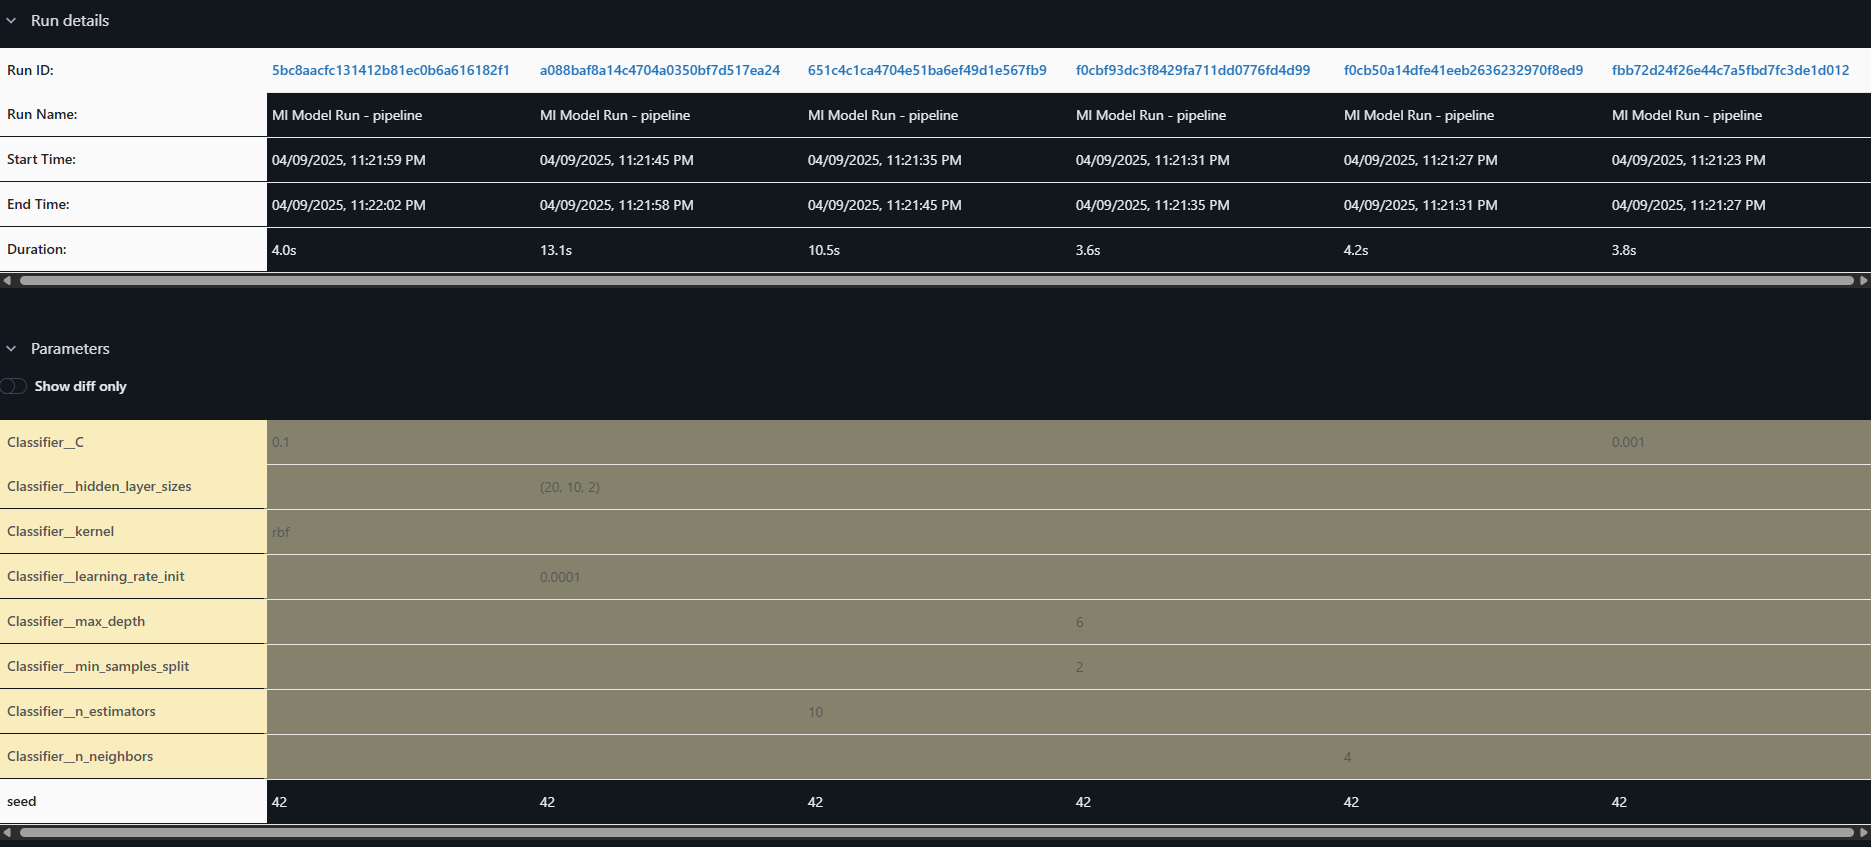 Run details
Run ID: 5bc8aacfc131412b81ec0b6a616182f1 a088baf8a14c4704a0350bf7d517ea24 651c4c1ca4704e51ba6ef49d1e567fb9 f0cbf93dc3f8429fa711dd0776fd4d99 f0cb50a14dfe41eeb2636232970f8ed9 fbb72d24f26e44c7a5fbd7fc3de1d012
Run Name: MI Model Run - pipeline MI Model Run - pipeline MI Model Run - pipeline MI Model Run - pipeline MI Model Run - pipeline MI Model Run - pipeline
Start Time: 04/09/2025, 11:21:59 PM 04/09/2025, 11:21:45 PM 04/09/2025, 11:21:35 PM 04/09/2025, 11:21:31 PM 04/09/2025, 11:21:27 PM 04/09/2025, 11:21:23 PM
End Time: 04/09/2025, 11:22:02 PM 04/09/2025, 11:21:58 PM 04/09/2025, 11:21:45 PM 04/09/2025, 11:21:35 PM 04/09/2025, 11:21:31 PM 04/09/2025, 11:21:27 PM
Duration: 4.0s 13.1s 10.5s 3.6s 4.2s 3.8s
Parameters
Show diff only
Classifier__C 0.1 0.001
Classifier__hidden_layer_sizes (20, 10, 2)
Classifier__kernel rbf
Classifier__learning_rate_init 0.0001
Classifier__max_depth 6
Classifier__min_samples_split 2
Classifier__n_estimators 10
Classifier__n_neighbors 4
seed 42 42 42 42 42 42